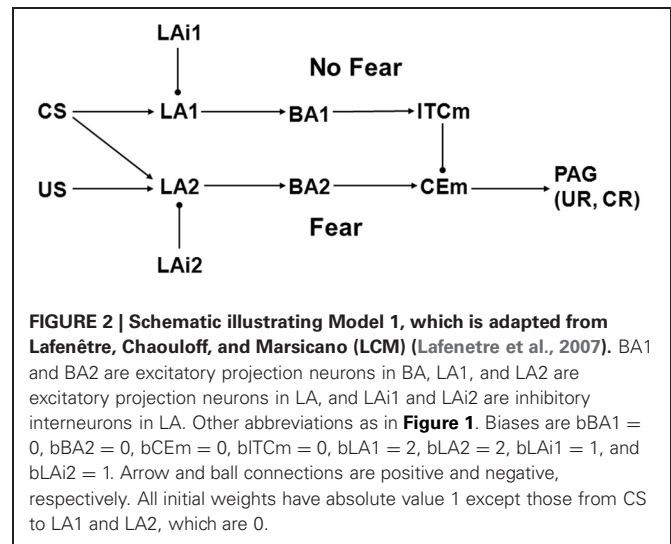 LAi1
No Fear
CS LA1 BA1 ITCm
US LA2 BA2 CEm PAG
(UR, CR)
Fear
LAi2
FIGURE 2 | Schematic illustrating Model 1, which is adapted from
Lafenêtre, Chaouloff, and Marsicano (LCM) (Lafenetre et al., 2007). BA1
and BA2 are excitatory projection neurons in BA, LA1, and LA2 are
excitatory projection neurons in LA, and LAi1 and LAi2 are inhibitory
interneurons in LA. Other abbreviations as in Figure 1. Biases are bBA1 =
0, bBA2 = 0, bCEm = 0, bITCm = 0, bLA1 = 2, bLA2 = 2, bLAi1 = 1, and
bLAi2 = 1. Arrow and ball connections are positive and negative,
respectively. All initial weights have absolute value 1 except those from CS
to LA1 and LA2, which are 0.